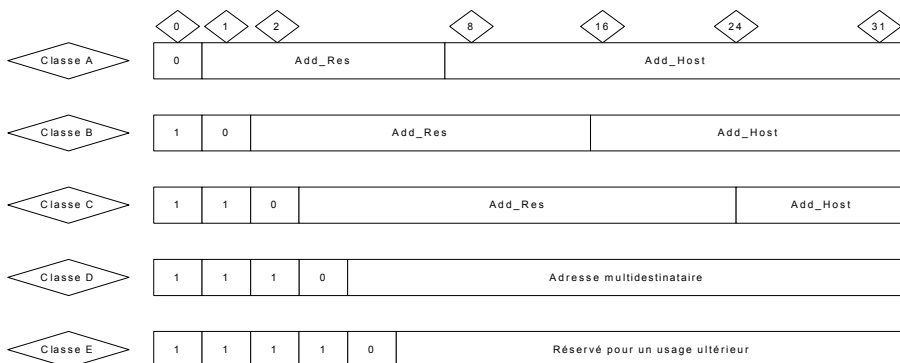 0 1 2 8 16 24 31
Classe A 0 Add_Res Add_Host
Classe B 1 0 Add_Res Add_Host
Classe C 1 1 0 Add_Res Add_Host
Classe D 1 1 1 0 Adresse multidestinataire
Classe E 1 1 1 1 0 Réservé pour un usage ultérieur